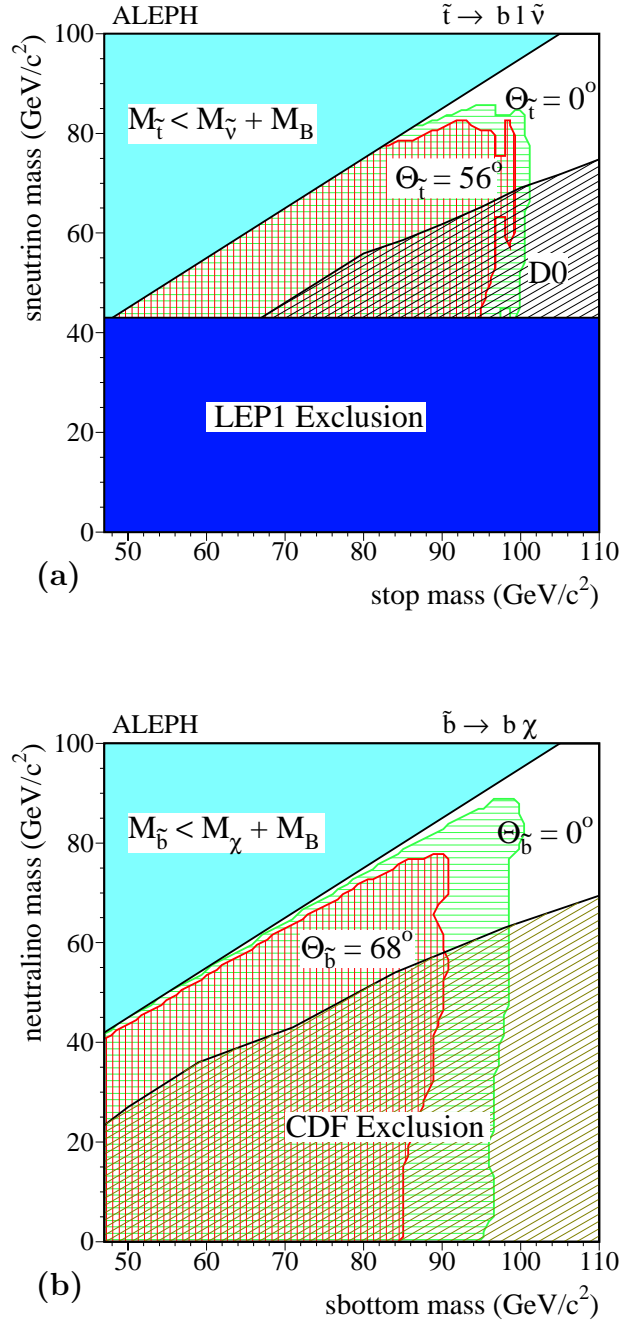 ALEPH t̃ → b l ν̃
sneutrino mass (GeV/c²)
100
80
60
40
20
0
M_t̃ < M_ν̃ + M_B
Θ_t̃ = 0°
Θ_t̃ = 56°
D0
LEP1 Exclusion
50 60 70 80 90 100 110
(a)
stop mass (GeV/c²)
ALEPH b̃ → b χ
neutralino mass (GeV/c²)
100
80
60
40
20
0
M_b̃ < M_χ + M_B
Θ_b̃ = 0°
Θ_b̃ = 68°
CDF Exclusion
50 60 70 80 90 100 110
(b)
sbottom mass (GeV/c²)